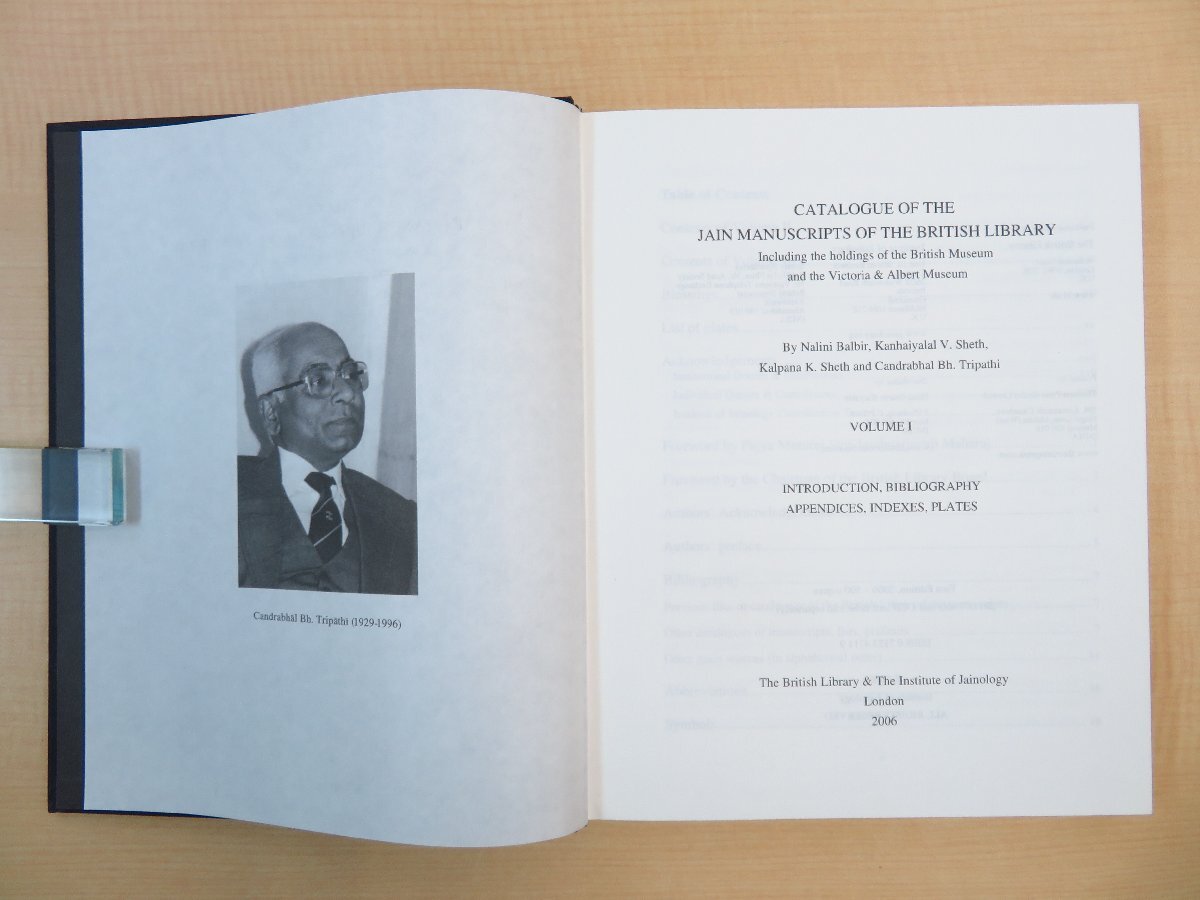 Candrabhāl Bh. Tripāṭhī (1929-1996)
CATALOGUE OF THE
JAIN MANUSCRIPTS OF THE BRITISH LIBRARY
Including the holdings of the British Museum
and the Victoria & Albert Museum
By Nalini Balbir, Kanhaiyalal V. Sheth,
Kalpana K. Sheth and Candrabhal Bh. Tripathi
VOLUME I
INTRODUCTION, BIBLIOGRAPHY
APPENDICES, INDEXES, PLATES
The British Library & The Institute of Jainology
London
2006